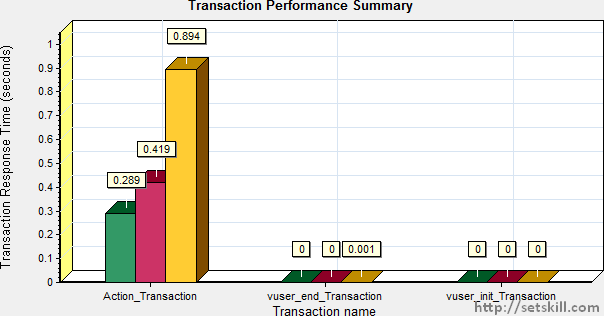 Transaction Performance Summary
Transaction Response Time (seconds)
1
0.9
0.8
0.7
0.6
0.5
0.4
0.3
0.2
0.1
0
0.289
0.419
0.894
0
0
0.001
0
0
0
Action_Transaction
vuser_end_Transaction
vuser_init_Transaction
Transaction name
http://setskill.com